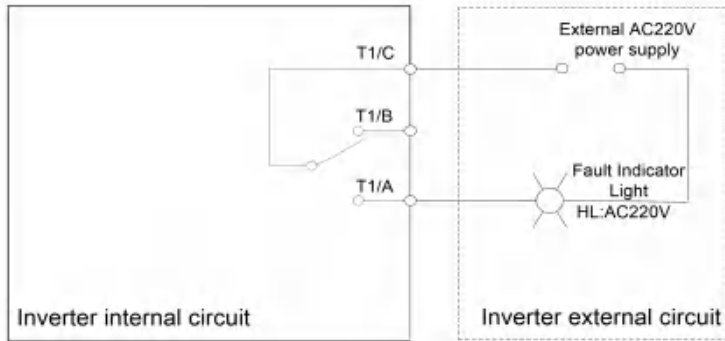 External AC220V
power supply
T1/C
T1/B
T1/A
Fault Indicator
Light
HL:AC220V
Inverter internal circuit
Inverter external circuit